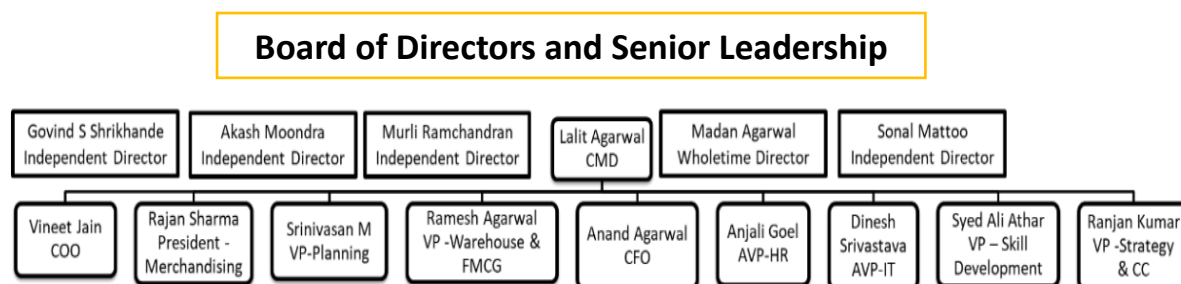 Board of Directors and Senior Leadership
Govind S Shrikhande
Independent Director
Akash Moondra
Independent Director
Murli Ramchandran
Independent Director
Lalit Agarwal
CMD
Madan Agarwal
Wholetime Director
Sonal Mattoo
Independent Director
Vineet Jain
COO
Rajan Sharma
President -
Merchandising
Srinivasan M
VP-Planning
Ramesh Agarwal
VP -Warehouse &
FMCG
Anand Agarwal
CFO
Anjali Goel
AVP-HR
Dinesh
Srivastava
AVP-IT
Syed Ali Athar
VP – Skill
Development
Ranjan Kumar
VP -Strategy
& CC